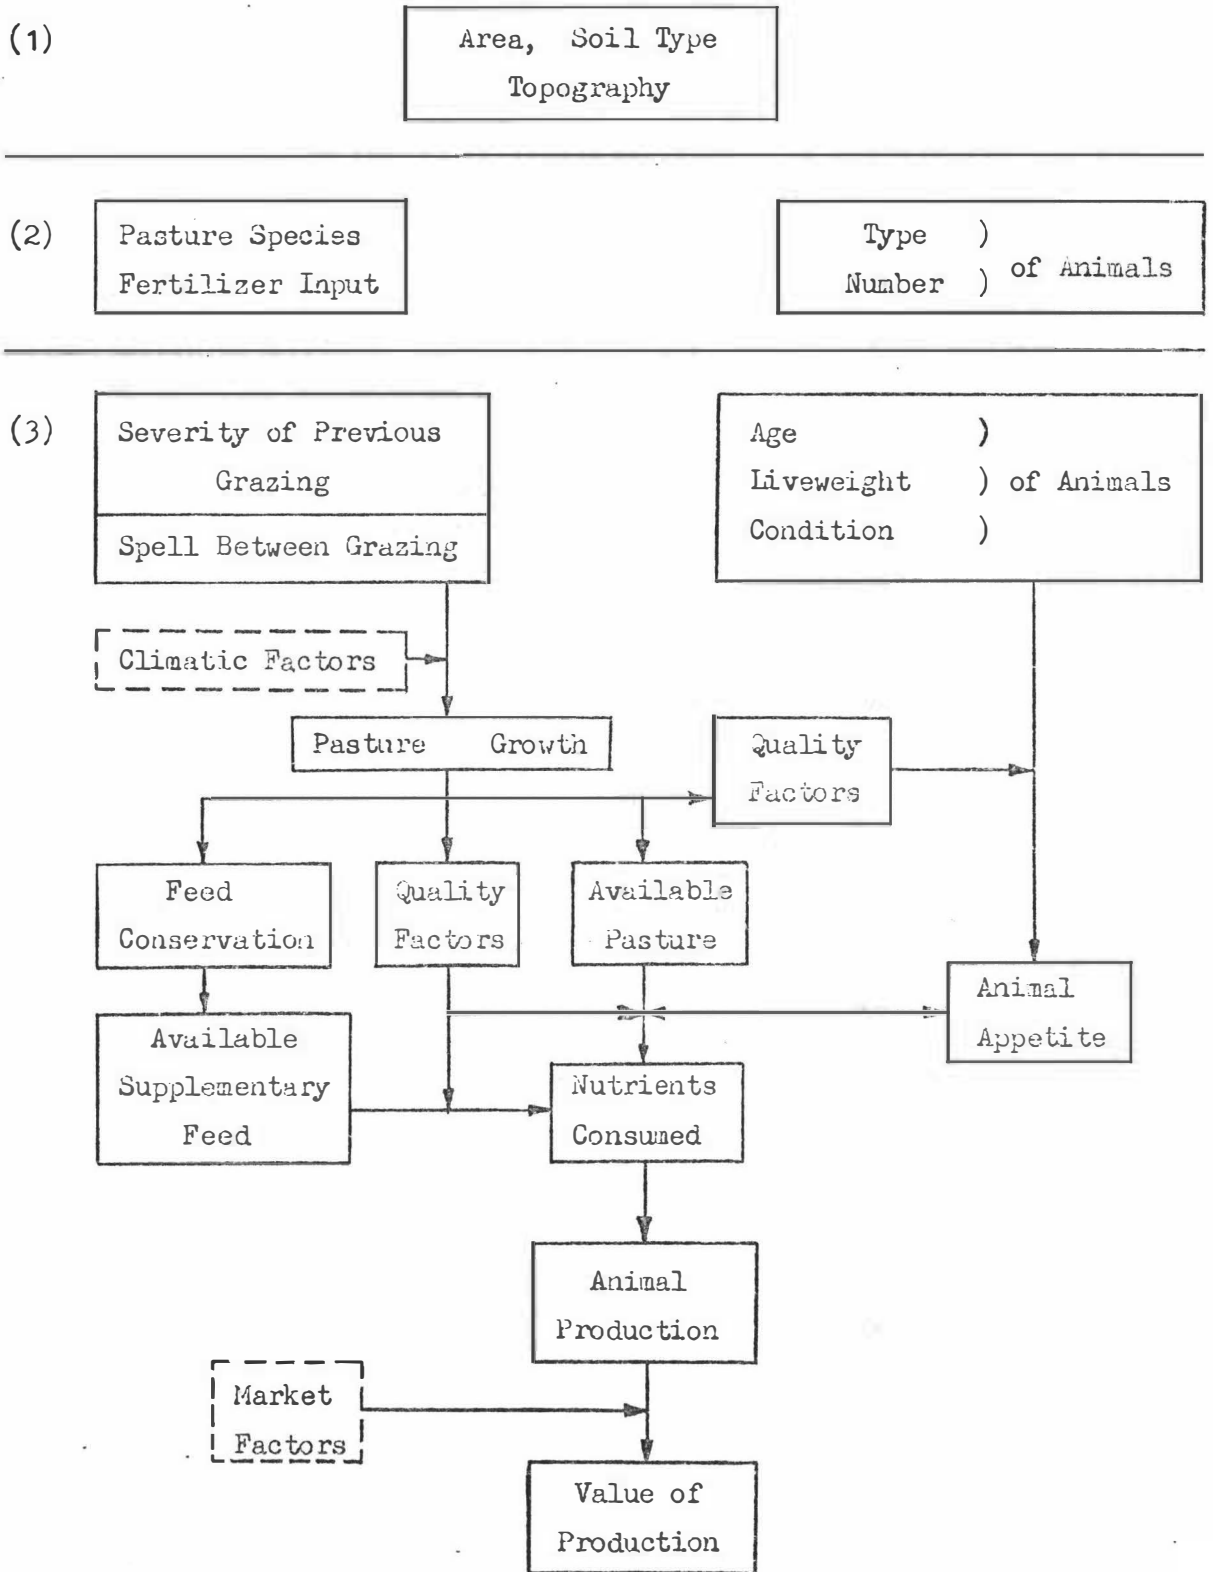 (1)
Area, Soil Type
Topography
(2)
Pasture Species
Fertilizer Input
Type )
Number ) of Animals
(3)
Severity of Previous
Grazing
Spell Between Grazing
Age )
Liveweight ) of Animals
Condition )
Climatic Factors
Pasture Growth
Quality
Factors
Feed
Conservation
Quality
Factors
Available
Pasture
Animal
Appetite
Available
Supplementary
Feed
Nutrients
Consumed
Animal
Production
Market
Factors
Value of
Production